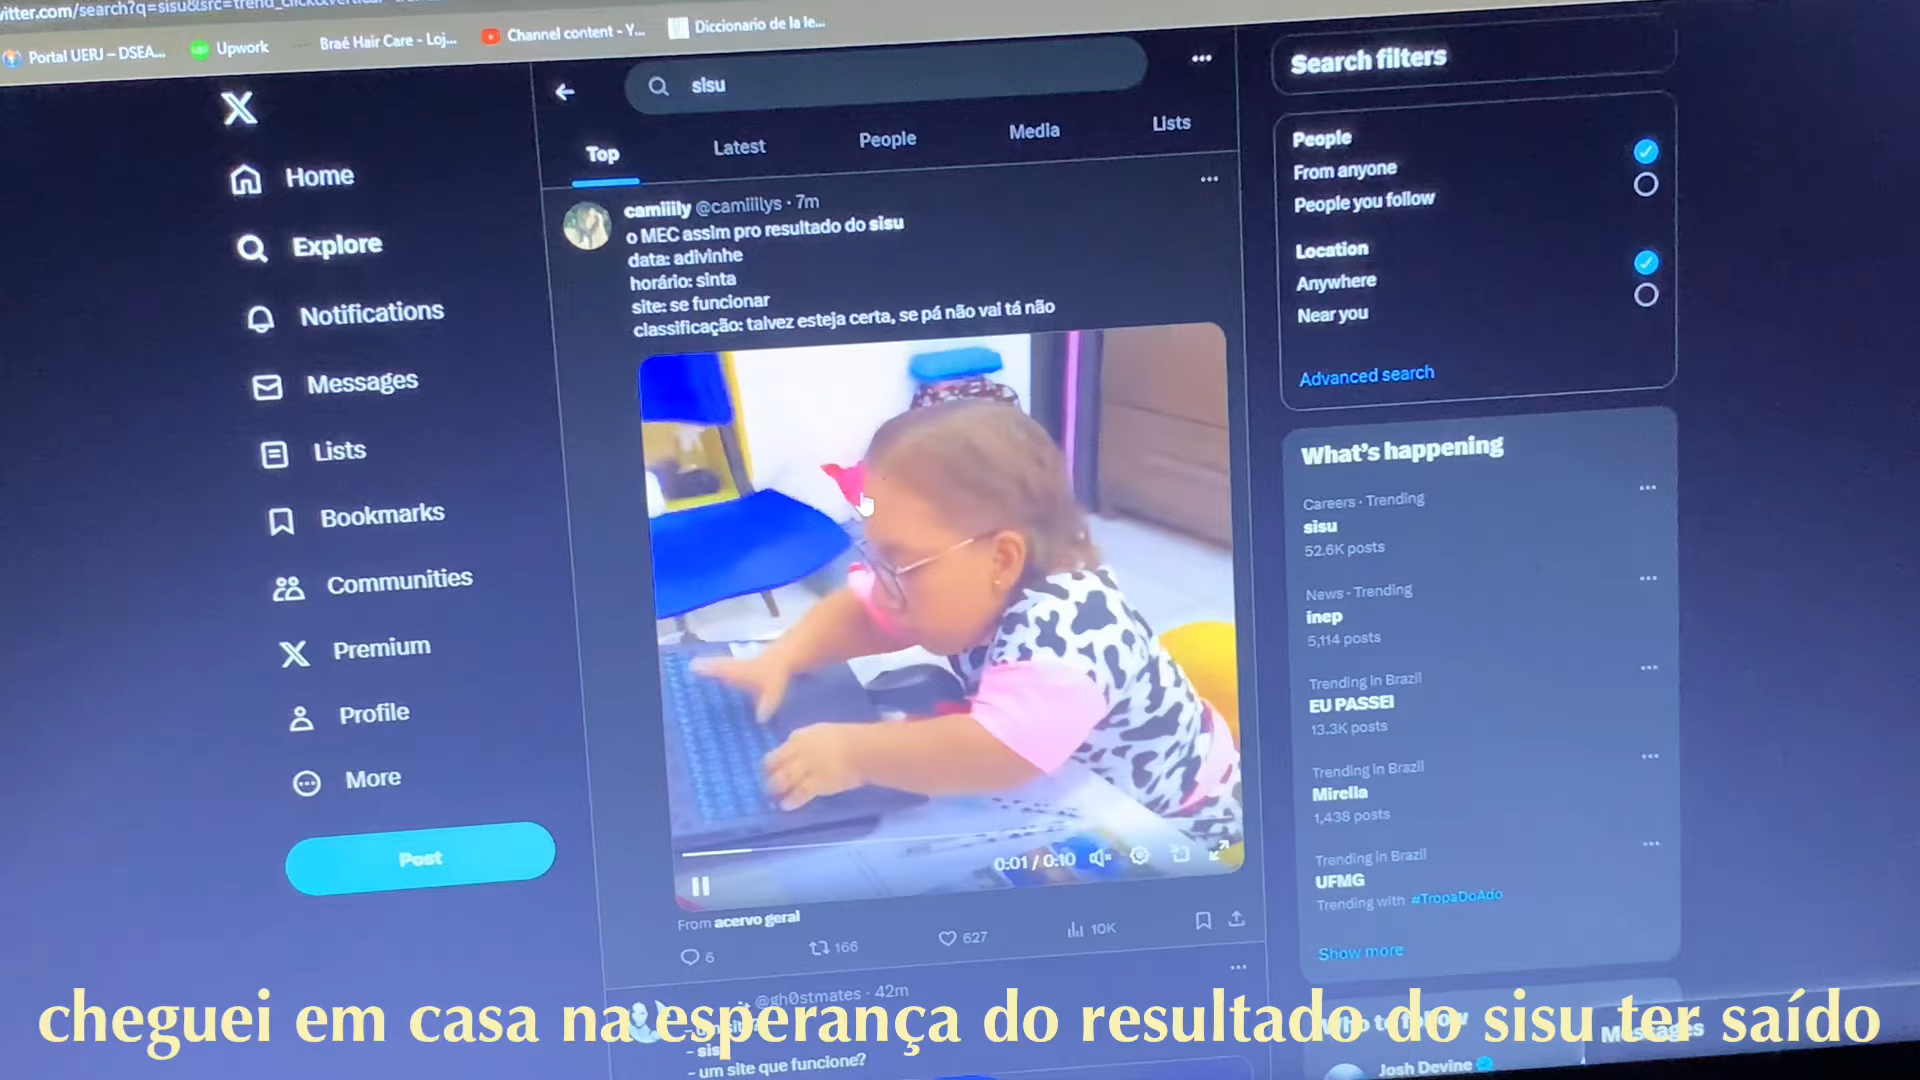 itter.com/search?q=sisu&src=trend_click&vertical
Portal UERJ – DSEA...
Upwork
Braé Hair Care - Loj...
Channel content - Y...
Diccionario de la le...
Home
Explore
Notifications
Messages
Lists
Bookmarks
Communities
Premium
Profile
More
Post
sisu
Top
Latest
People
Media
Lists
camiiily @camiiilys · 7m
o MEC assim pro resultado do sisu
data: adivinhe
horário: sinta
site: se funcionar
classificação: talvez esteja certa, se pá não vai tá não
0:01 / 0:10
From acervo geral
6
166
627
10K
@gh0stmates · 42m
- sis
- um site que funcione?
Search filters
People
From anyone
People you follow
Location
Anywhere
Near you
Advanced search
What's happening
Careers · Trending
sisu
52.6K posts
News · Trending
inep
5,114 posts
Trending in Brazil
EU PASSEI
13.3K posts
Trending in Brazil
Mirella
1,438 posts
Trending in Brazil
UFMG
Trending with #TropaDoAdo
Show more
Who to follow
Messages
Josh Devine
cheguei em casa na esperança do resultado do sisu ter saído